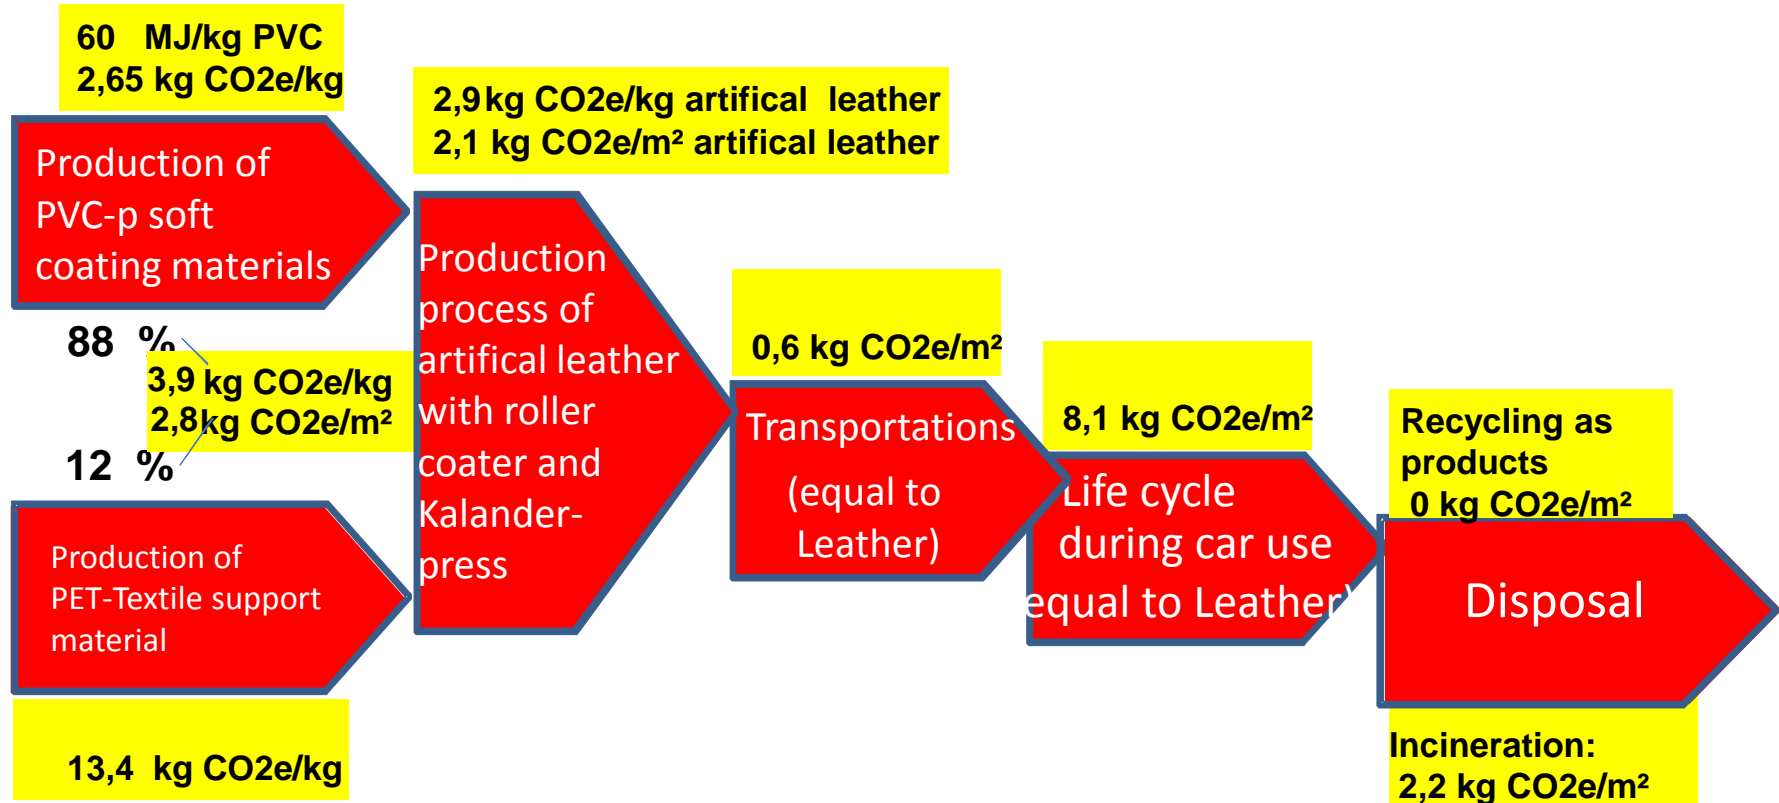 60 MJ/kg PVC
2,65 kg CO2e/kg
Production of
PVC-p soft
coating materials
88 %
3,9 kg CO2e/kg
2,8kg CO2e/m²
12 %
Production of
PET-Textile support
material
13,4 kg CO2e/kg
2,9kg CO2e/kg artifical leather
2,1 kg CO2e/m² artifical leather
Production
process of
artifical leather
with roller
coater and
Kalander-
press
0,6 kg CO2e/m²
Transportations
(equal to
Leather)
8,1 kg CO2e/m²
Life cycle
during car use
equal to Leather)
Recycling as
products
0 kg CO2e/m²
Disposal
Incineration:
2,2 kg CO2e/m²